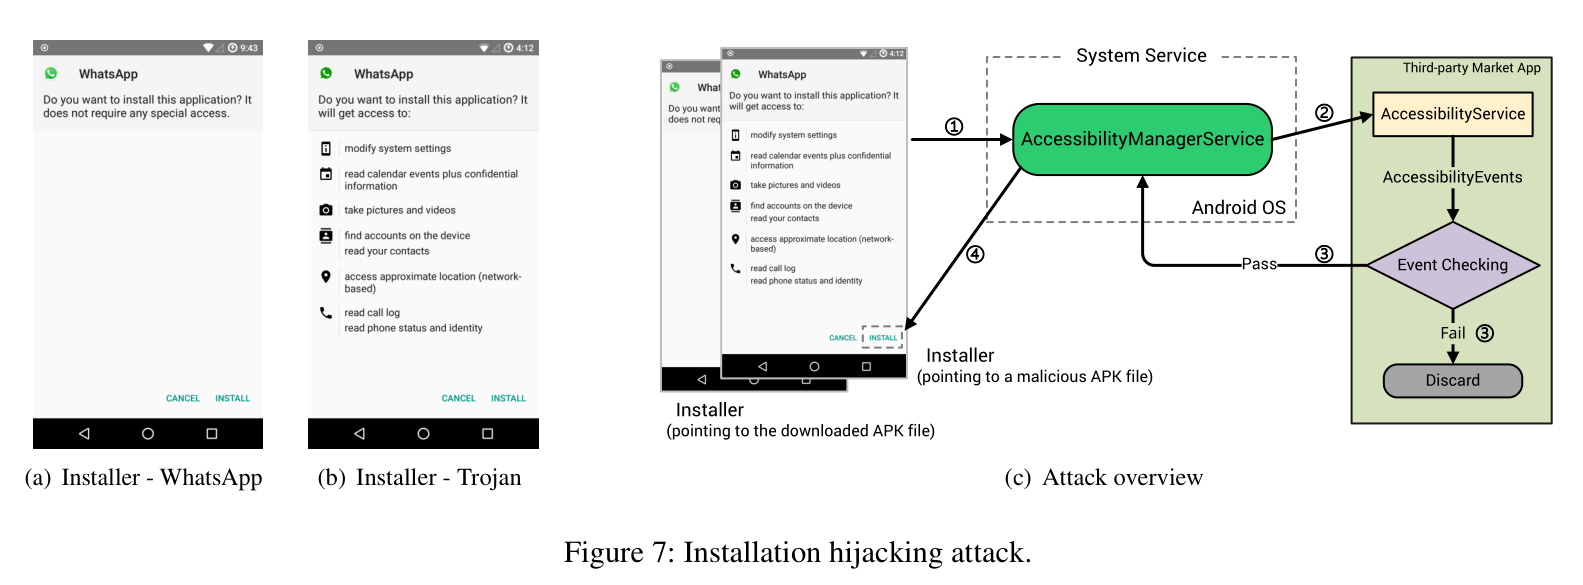 9:43
WhatsApp
Do you want to install this application? It
does not require any special access.
CANCEL INSTALL
(a) Installer - WhatsApp
4:12
WhatsApp
Do you want to install this application? It
will get access to:
modify system settings
read calendar events plus confidential
information
take pictures and videos
find accounts on the device
read your contacts
access approximate location (network-
based)
read call log
read phone status and identity
CANCEL INSTALL
(b) Installer - Trojan
What
Do you want
does not req
4:12
WhatsApp
Do you want to install this application? It
will get access to:
modify system settings
read calendar events plus confidential
information
take pictures and videos
find accounts on the device
read your contacts
access approximate location (network-
based)
read call log
read phone status and identity
CANCEL INSTALL
Installer
(pointing to the downloaded APK file)
Installer
(pointing to a malicious APK file)
①
System Service
AccessibilityManagerService
Android OS
②
④
Third-party Market App
AccessibilityService
AccessibilityEvents
Event Checking
Pass ③
Fail ③
Discard
(c) Attack overview
Figure 7: Installation hijacking attack.